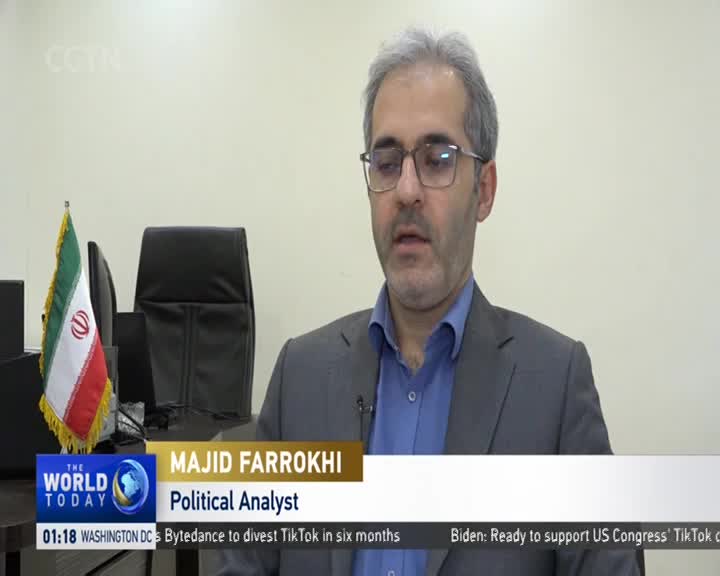 CGTN
MAJID FARROKHI
Political Analyst
THE
WORLD
TODAY
01:18 WASHINGTON DC
s Bytedance to divest TikTok in six months Biden: Ready to support US Congress' TikTok